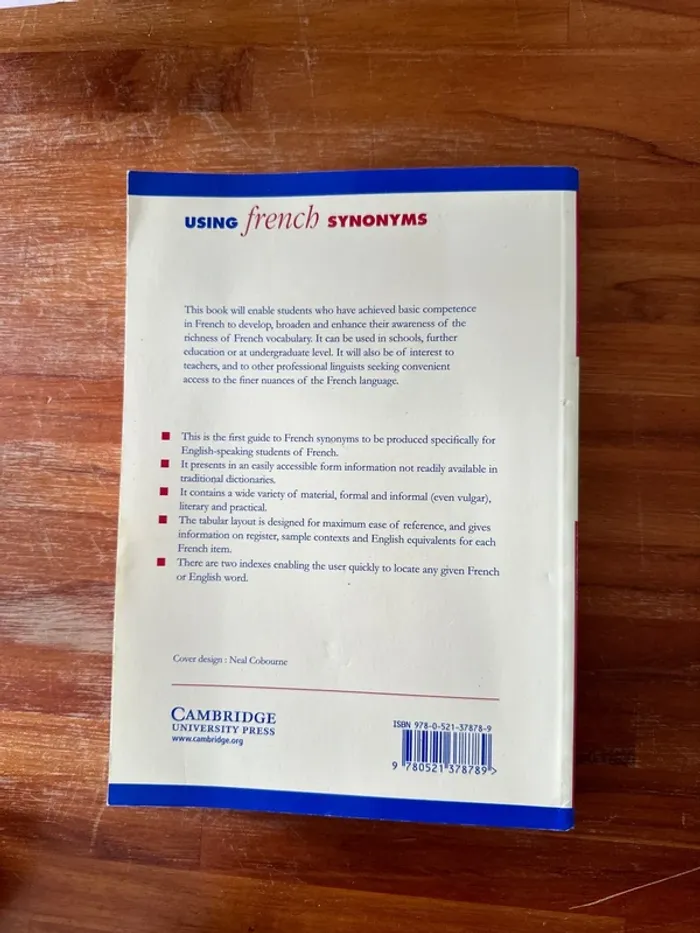 USING french SYNONYMS
This book will enable students who have achieved basic competence
in French to develop, broaden and enhance their awareness of the
richness of French vocabulary. It can be used in schools, further
education or at undergraduate level. It will also be of interest to
teachers, and to other professional linguists seeking convenient
access to the finer nuances of the French language.
This is the first guide to French synonyms to be produced specifically for
English-speaking students of French.
It presents in an easily accessible form information not readily available in
traditional dictionaries.
It contains a wide variety of material, formal and informal (even vulgar),
literary and practical.
The tabular layout is designed for maximum ease of reference, and gives
information on register, sample contexts and English equivalents for each
French item.
There are two indexes enabling the user quickly to locate any given French
or English word.
Cover design : Neal Cobourne
CAMBRIDGE
UNIVERSITY PRESS
www.cambridge.org
ISBN 978-0-521-37878-9
9 780521 378789>